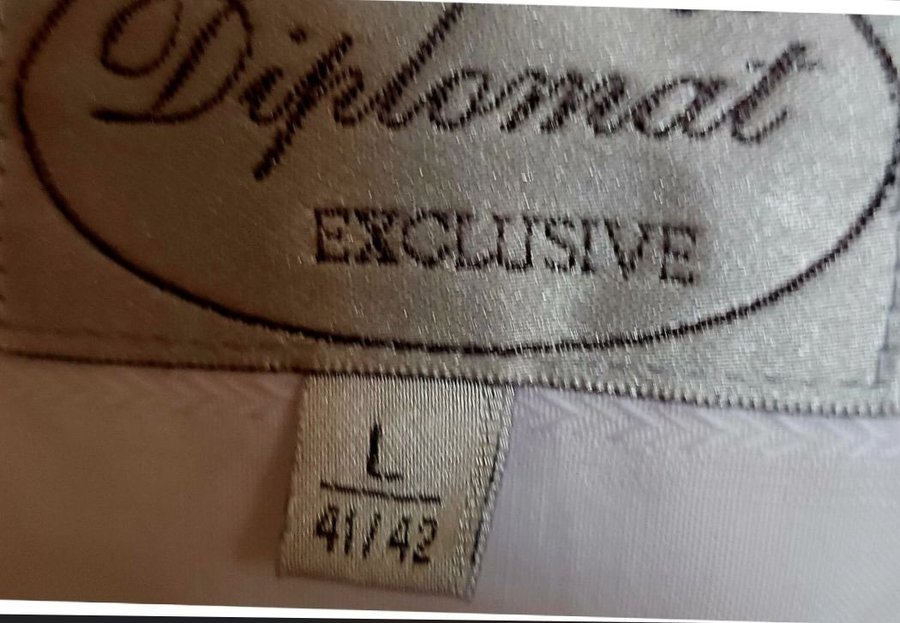 Diplomat
EXCLUSIVE
L
41/42